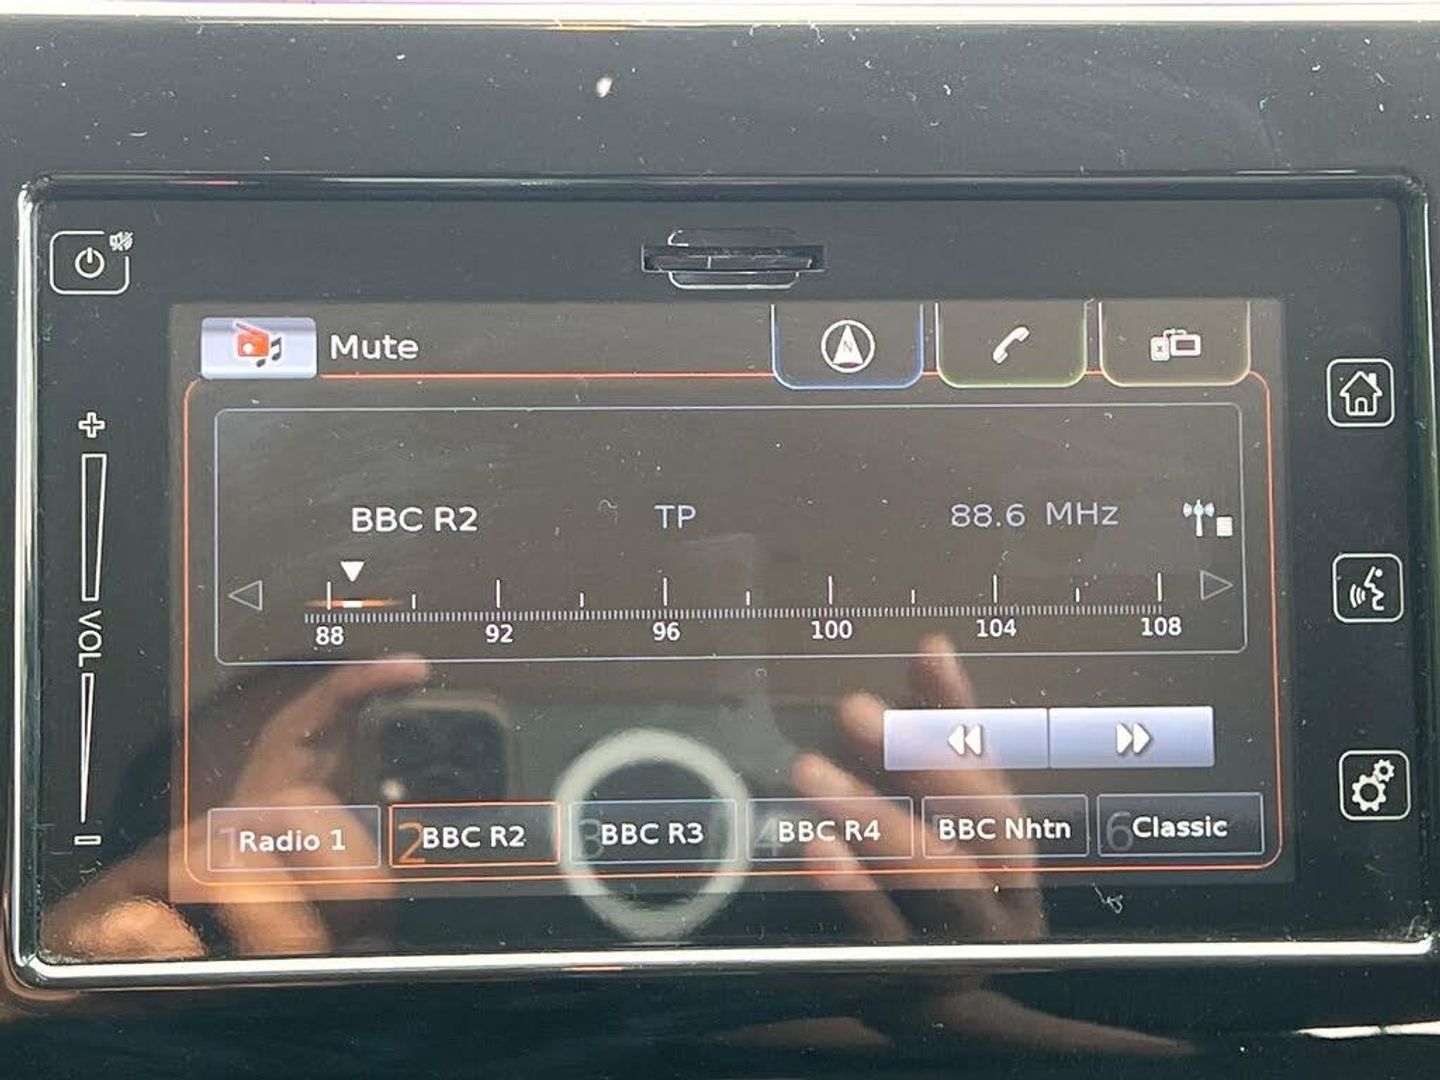 Mute
BBC R2 TP 88.6 MHz
88 92 96 100 104 108
VOL
1 Radio 1 2 BBC R2 3 BBC R3 4 BBC R4 BBC Nhtn 6 Classic